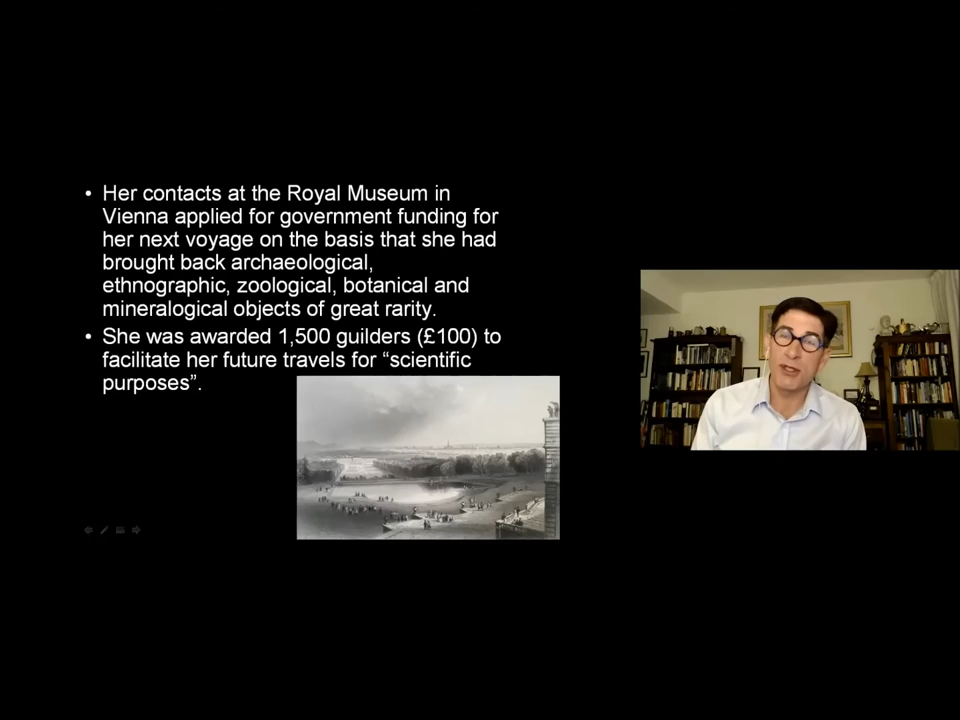 • Her contacts at the Royal Museum in
Vienna applied for government funding for
her next voyage on the basis that she had
brought back archaeological,
ethnographic, zoological, botanical and
mineralogical objects of great rarity.
• She was awarded 1,500 guilders (£100) to
facilitate her future travels for “scientific
purposes”.